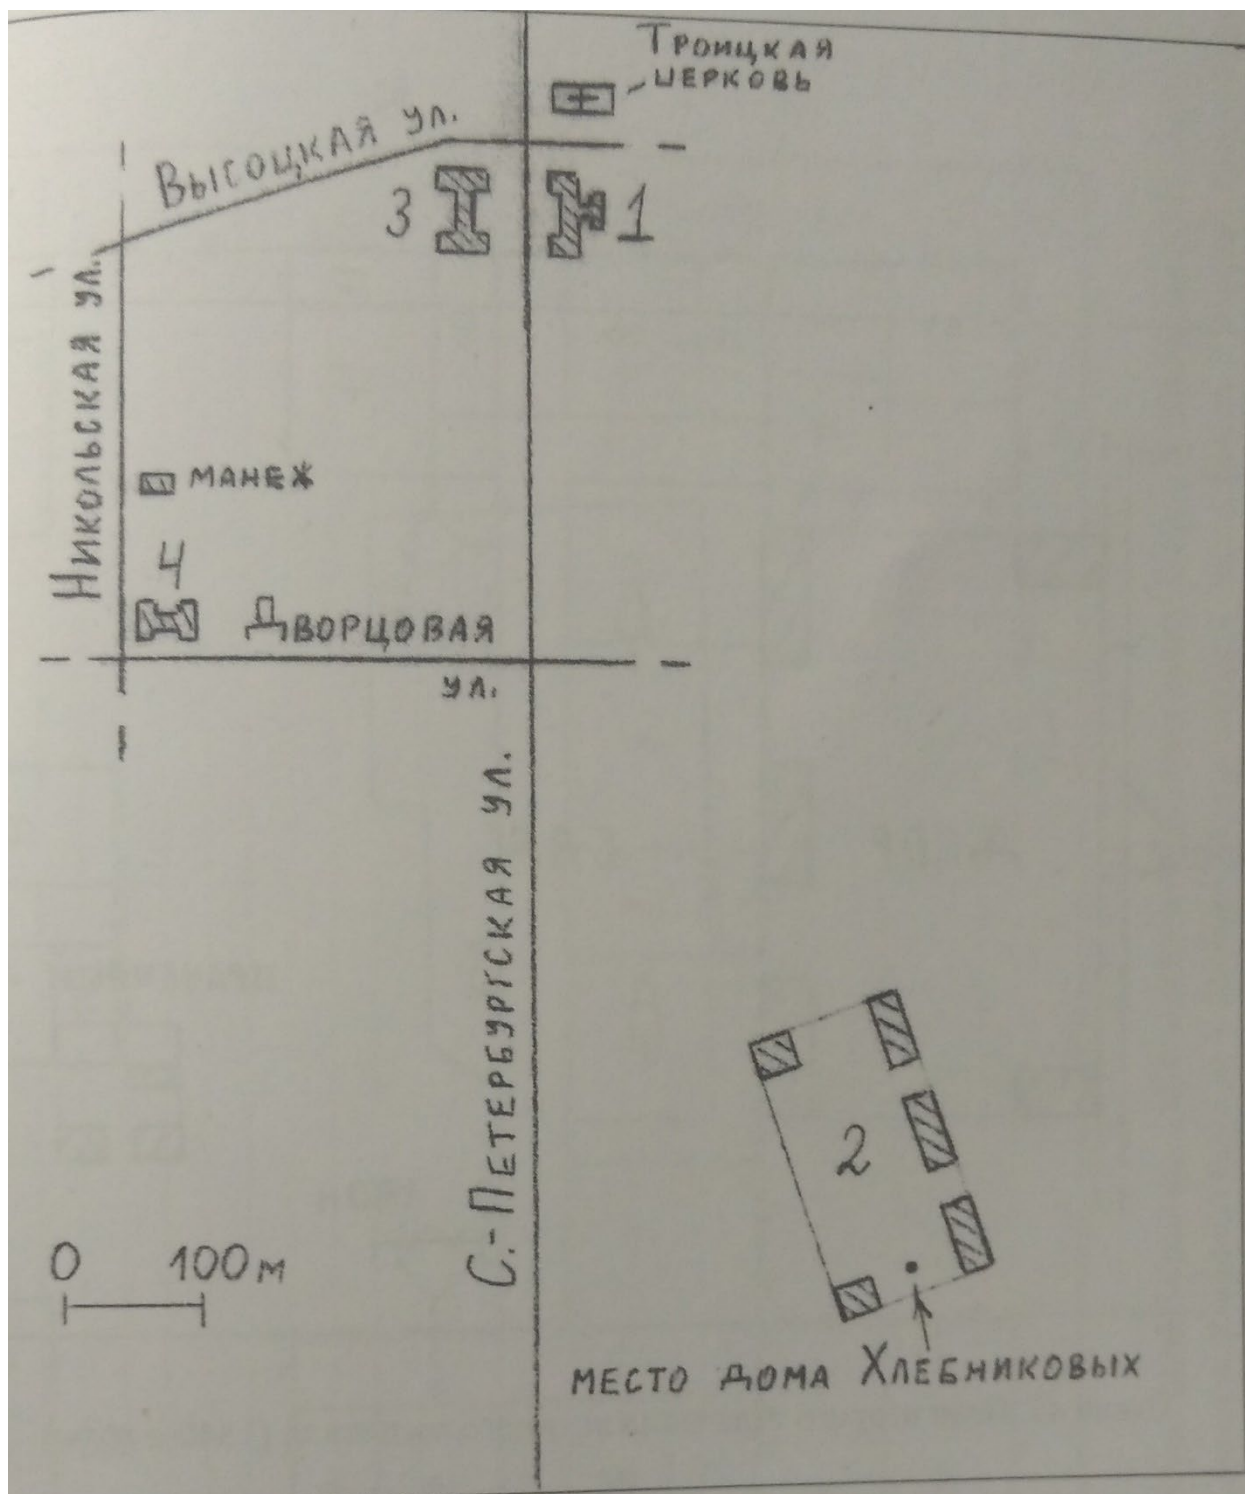 Троицкая
церковь
Высоцкая ул.
3
1
Никольская ул.
манеж
4
Дворцовая
ул.
С.-Петербургская ул.
2
0 100 м
место дома Хлебниковых